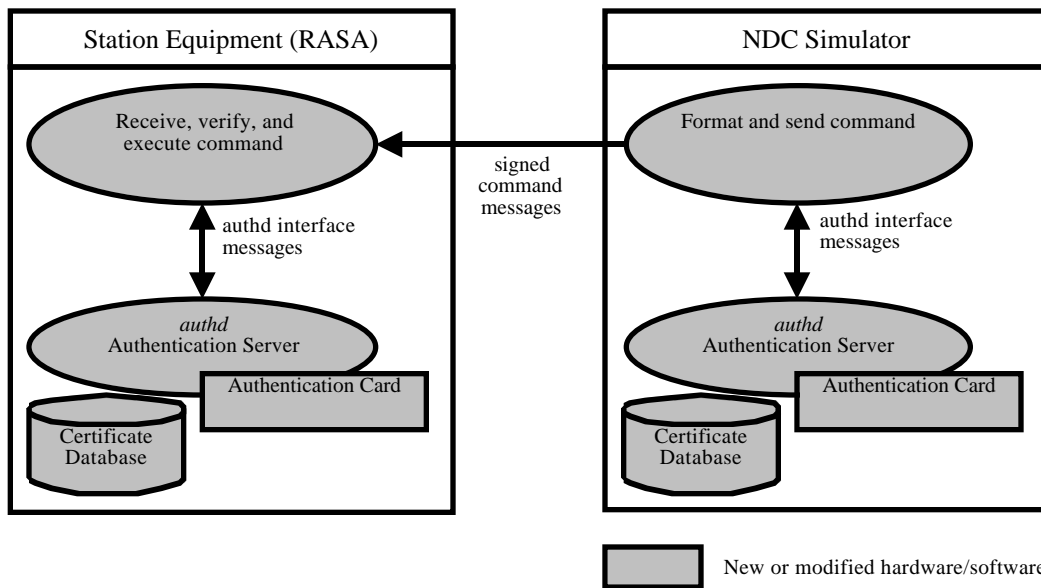 Station Equipment (RASA)
NDC Simulator
Receive, verify, and
execute command
Format and send command
signed
command
messages
authd interface
messages
authd interface
messages
authd
Authentication Server
Authentication Card
Certificate
Database
authd
Authentication Server
Authentication Card
Certificate
Database
New or modified hardware/software